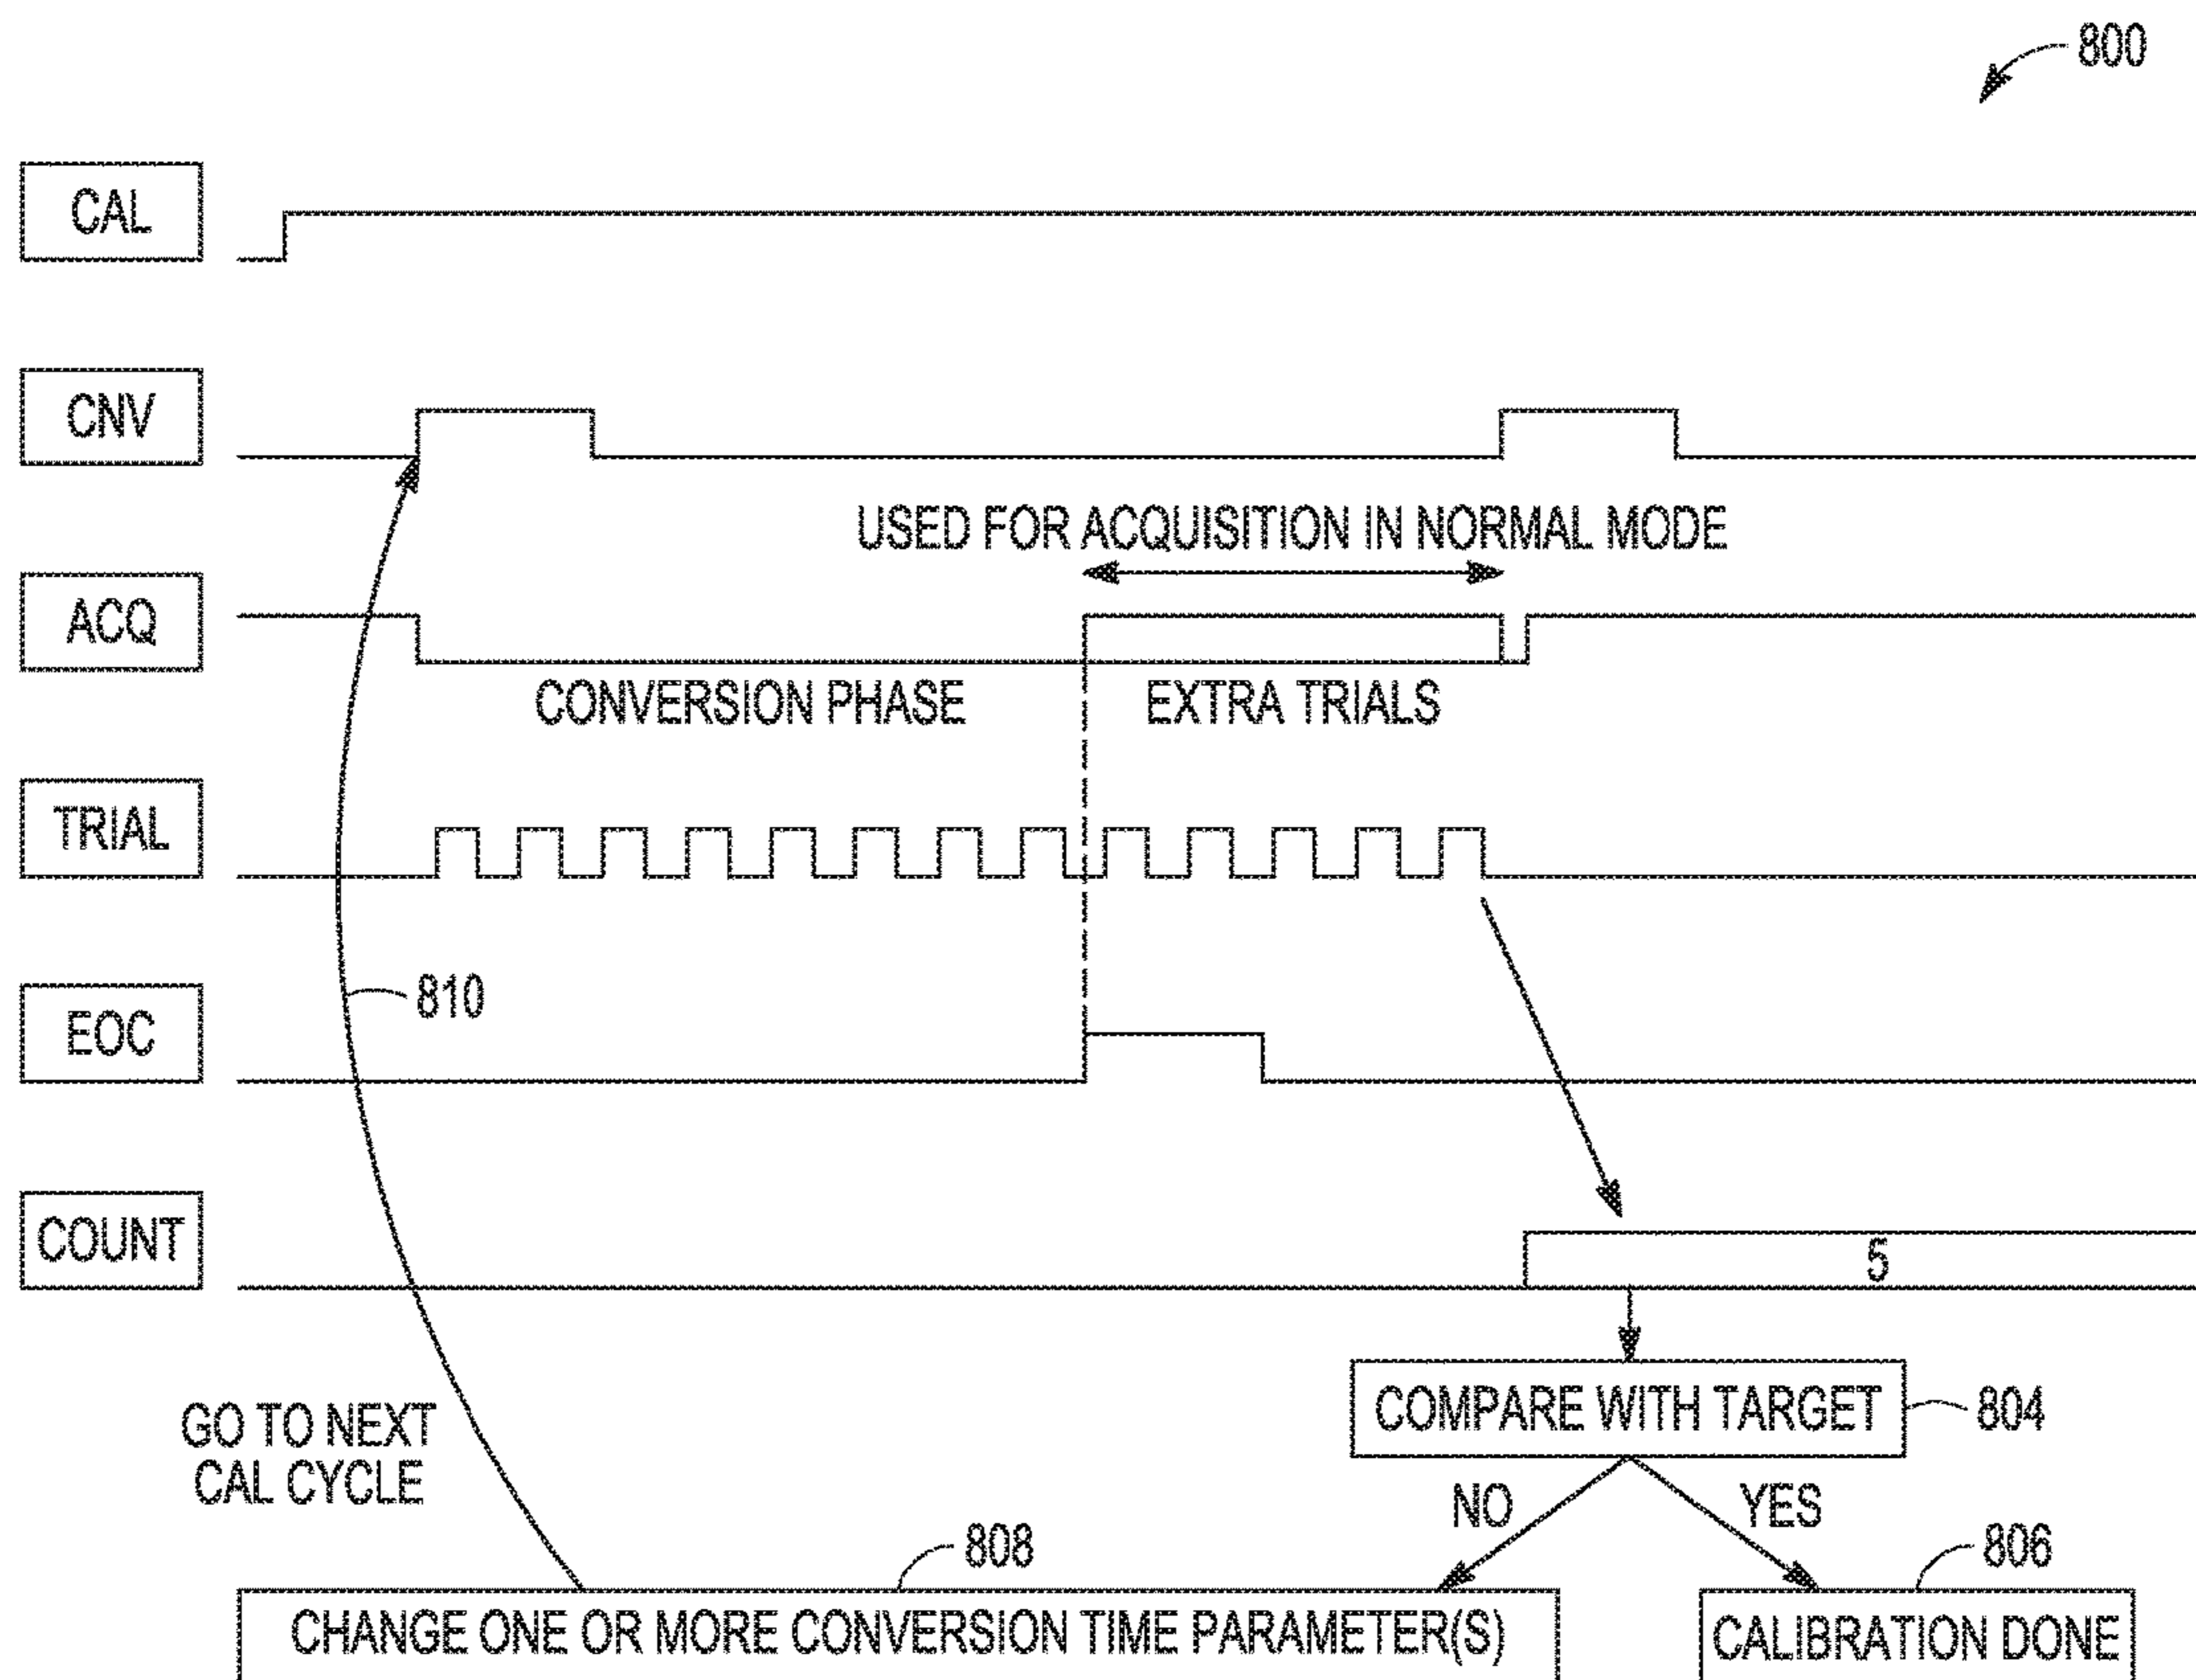 800
CAL
CNV
USED FOR ACQUISITION IN NORMAL MODE
ACQ
CONVERSION PHASE
EXTRA TRIALS
TRIAL
810
EOC
COUNT
5
COMPARE WITH TARGET
804
GO TO NEXT
CAL CYCLE
NO
YES
808
806
CHANGE ONE OR MORE CONVERSION TIME PARAMETER(S)
CALIBRATION DONE